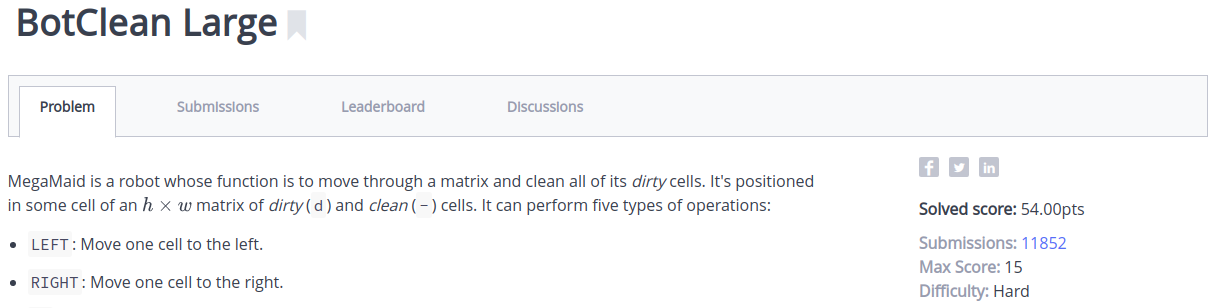 BotClean Large
Problem Submissions Leaderboard Discussions
MegaMaid is a robot whose function is to move through a matrix and clean all of its dirty cells. It's positioned
in some cell of an h × w matrix of dirty (d) and clean (-) cells. It can perform five types of operations:
• LEFT: Move one cell to the left.
• RIGHT: Move one cell to the right.
f in
Solved score: 54.00pts
Submissions: 11852
Max Score: 15
Difficulty: Hard